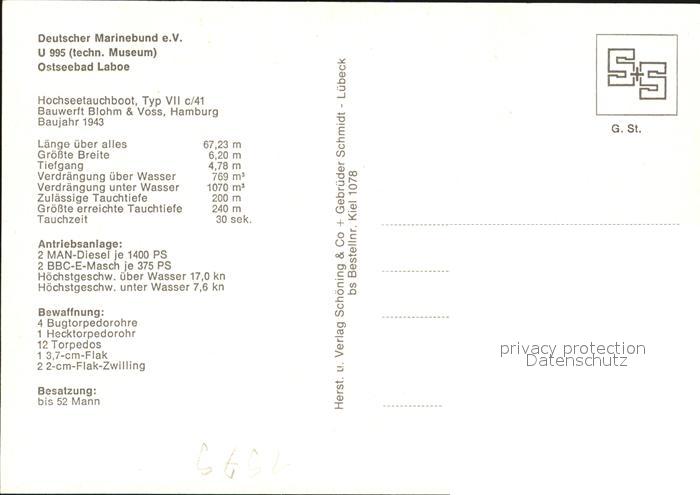 Deutscher Marinebund e.V.
U 995 (techn. Museum)
Ostseebad Laboe
Hochseetauchboot, Typ VII c/41
Bauwerft Blohm & Voss, Hamburg
Baujahr 1943
Länge über alles 67,23 m
Größte Breite 6,20 m
Tiefgang 4,78 m
Verdrängung über Wasser 769 m³
Verdrängung unter Wasser 1070 m³
Zulässige Tauchtiefe 200 m
Größte erreichte Tauchtiefe 240 m
Tauchzeit 30 sek.
Antriebsanlage:
2 MAN-Diesel je 1400 PS
2 BBC-E-Masch je 375 PS
Höchstgeschw. über Wasser 17,0 kn
Höchstgeschw. unter Wasser 7,6 kn
Bewaffnung:
4 Bugtorpedorohre
1 Hecktorpedorohr
12 Torpedos
1 3,7-cm-Flak
2 2-cm-Flak-Zwilling
Besatzung:
bis 52 Mann
Herst. u. Verlag Schöning & Co + Gebrüder Schmidt - Lübeck
bs Bestellnr. Kiel 1078
S+S
G. St.
privacy protection
Datenschutz